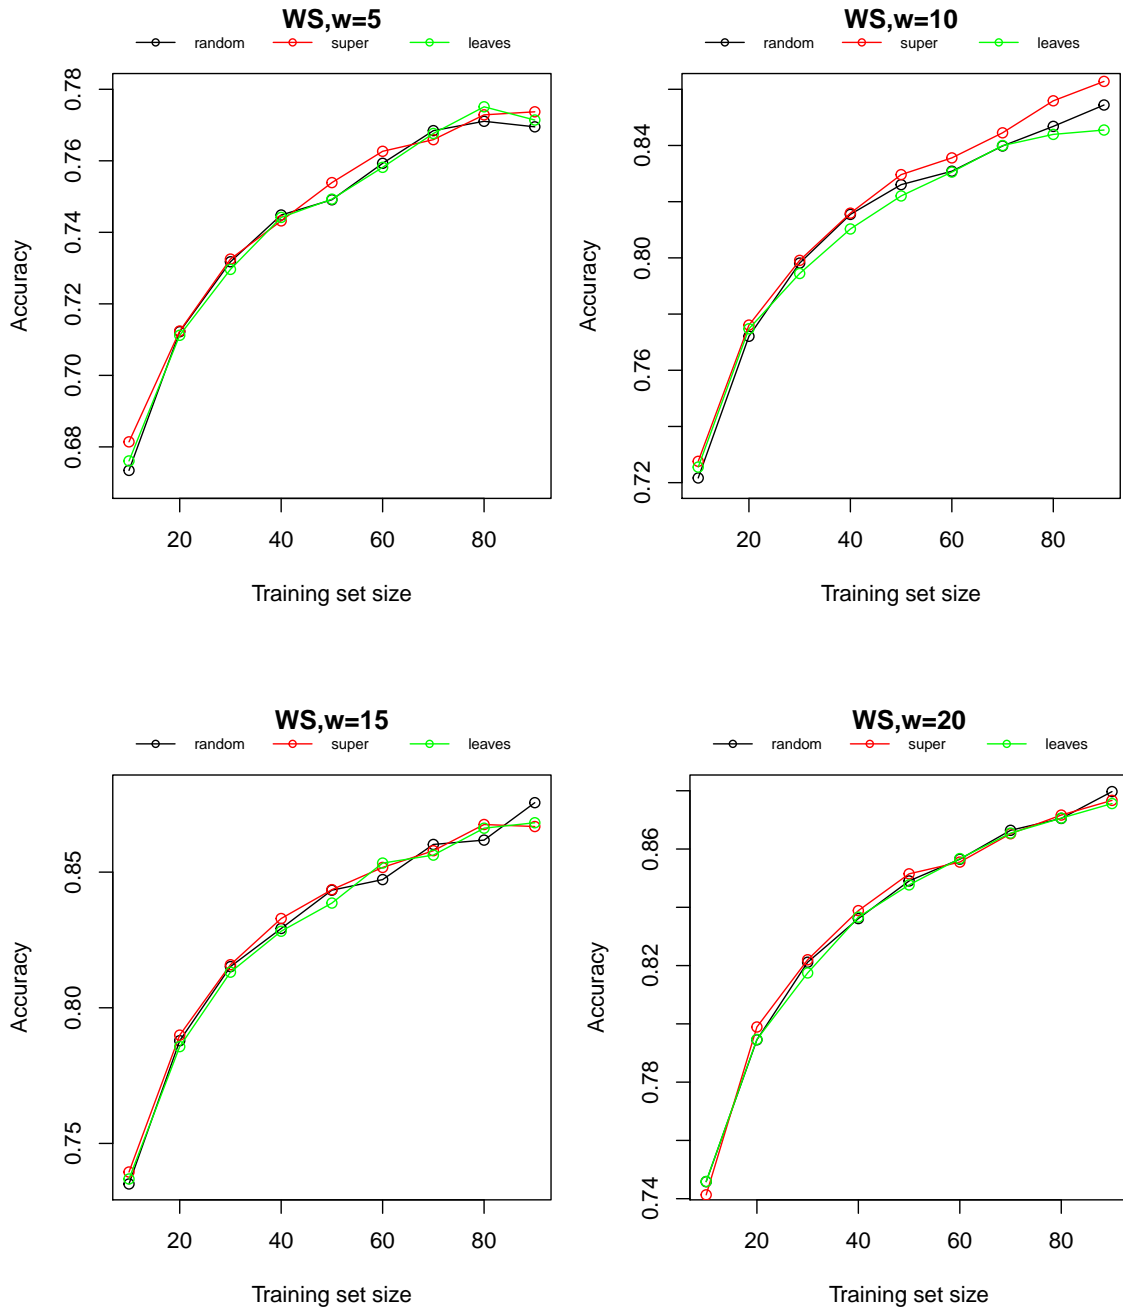 WS,w=5
random super leaves
0.78
0.76
0.74
0.72
0.70
0.68
Accuracy
20 40 60 80
Training set size
WS,w=10
random super leaves
0.84
0.80
0.76
0.72
Accuracy
20 40 60 80
Training set size
WS,w=15
random super leaves
0.85
0.80
0.75
Accuracy
20 40 60 80
Training set size
WS,w=20
random super leaves
0.86
0.82
0.78
0.74
Accuracy
20 40 60 80
Training set size